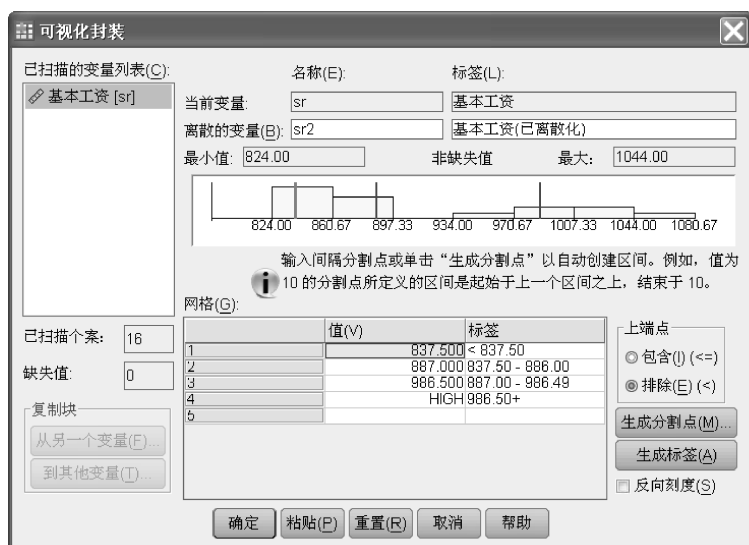 可视化封装
已扫描的变量列表(C):
基本工资 [sr]
名称(E):
标签(L):
当前变量:
sr
基本工资
离散的变量(B):
sr2
基本工资(已离散化)
最小值:
824.00
非缺失值
最大:
1044.00
824.00 860.67 897.33 934.00 970.67 1007.33 1044.00 1080.67
输入间隔分割点或单击“生成分割点”以自动创建区间。例如，值为
10 的分割点所定义的区间是起始于上一个区间之上，结束于 10。
网格(G):
值(V) 标签
1 837.500 < 837.50
2 887.000 837.50 - 886.00
3 986.500 887.00 - 986.49
4 HIGH 986.50+
5
上端点
包含(I) (<=)
排除(E) (<)
生成分割点(M)...
生成标签(A)
反向刻度(S)
已扫描个案:
16
缺失值:
0
复制块
从另一个变量(F)...
到其他变量(T)...
确定 粘贴(P) 重置(R) 取消 帮助